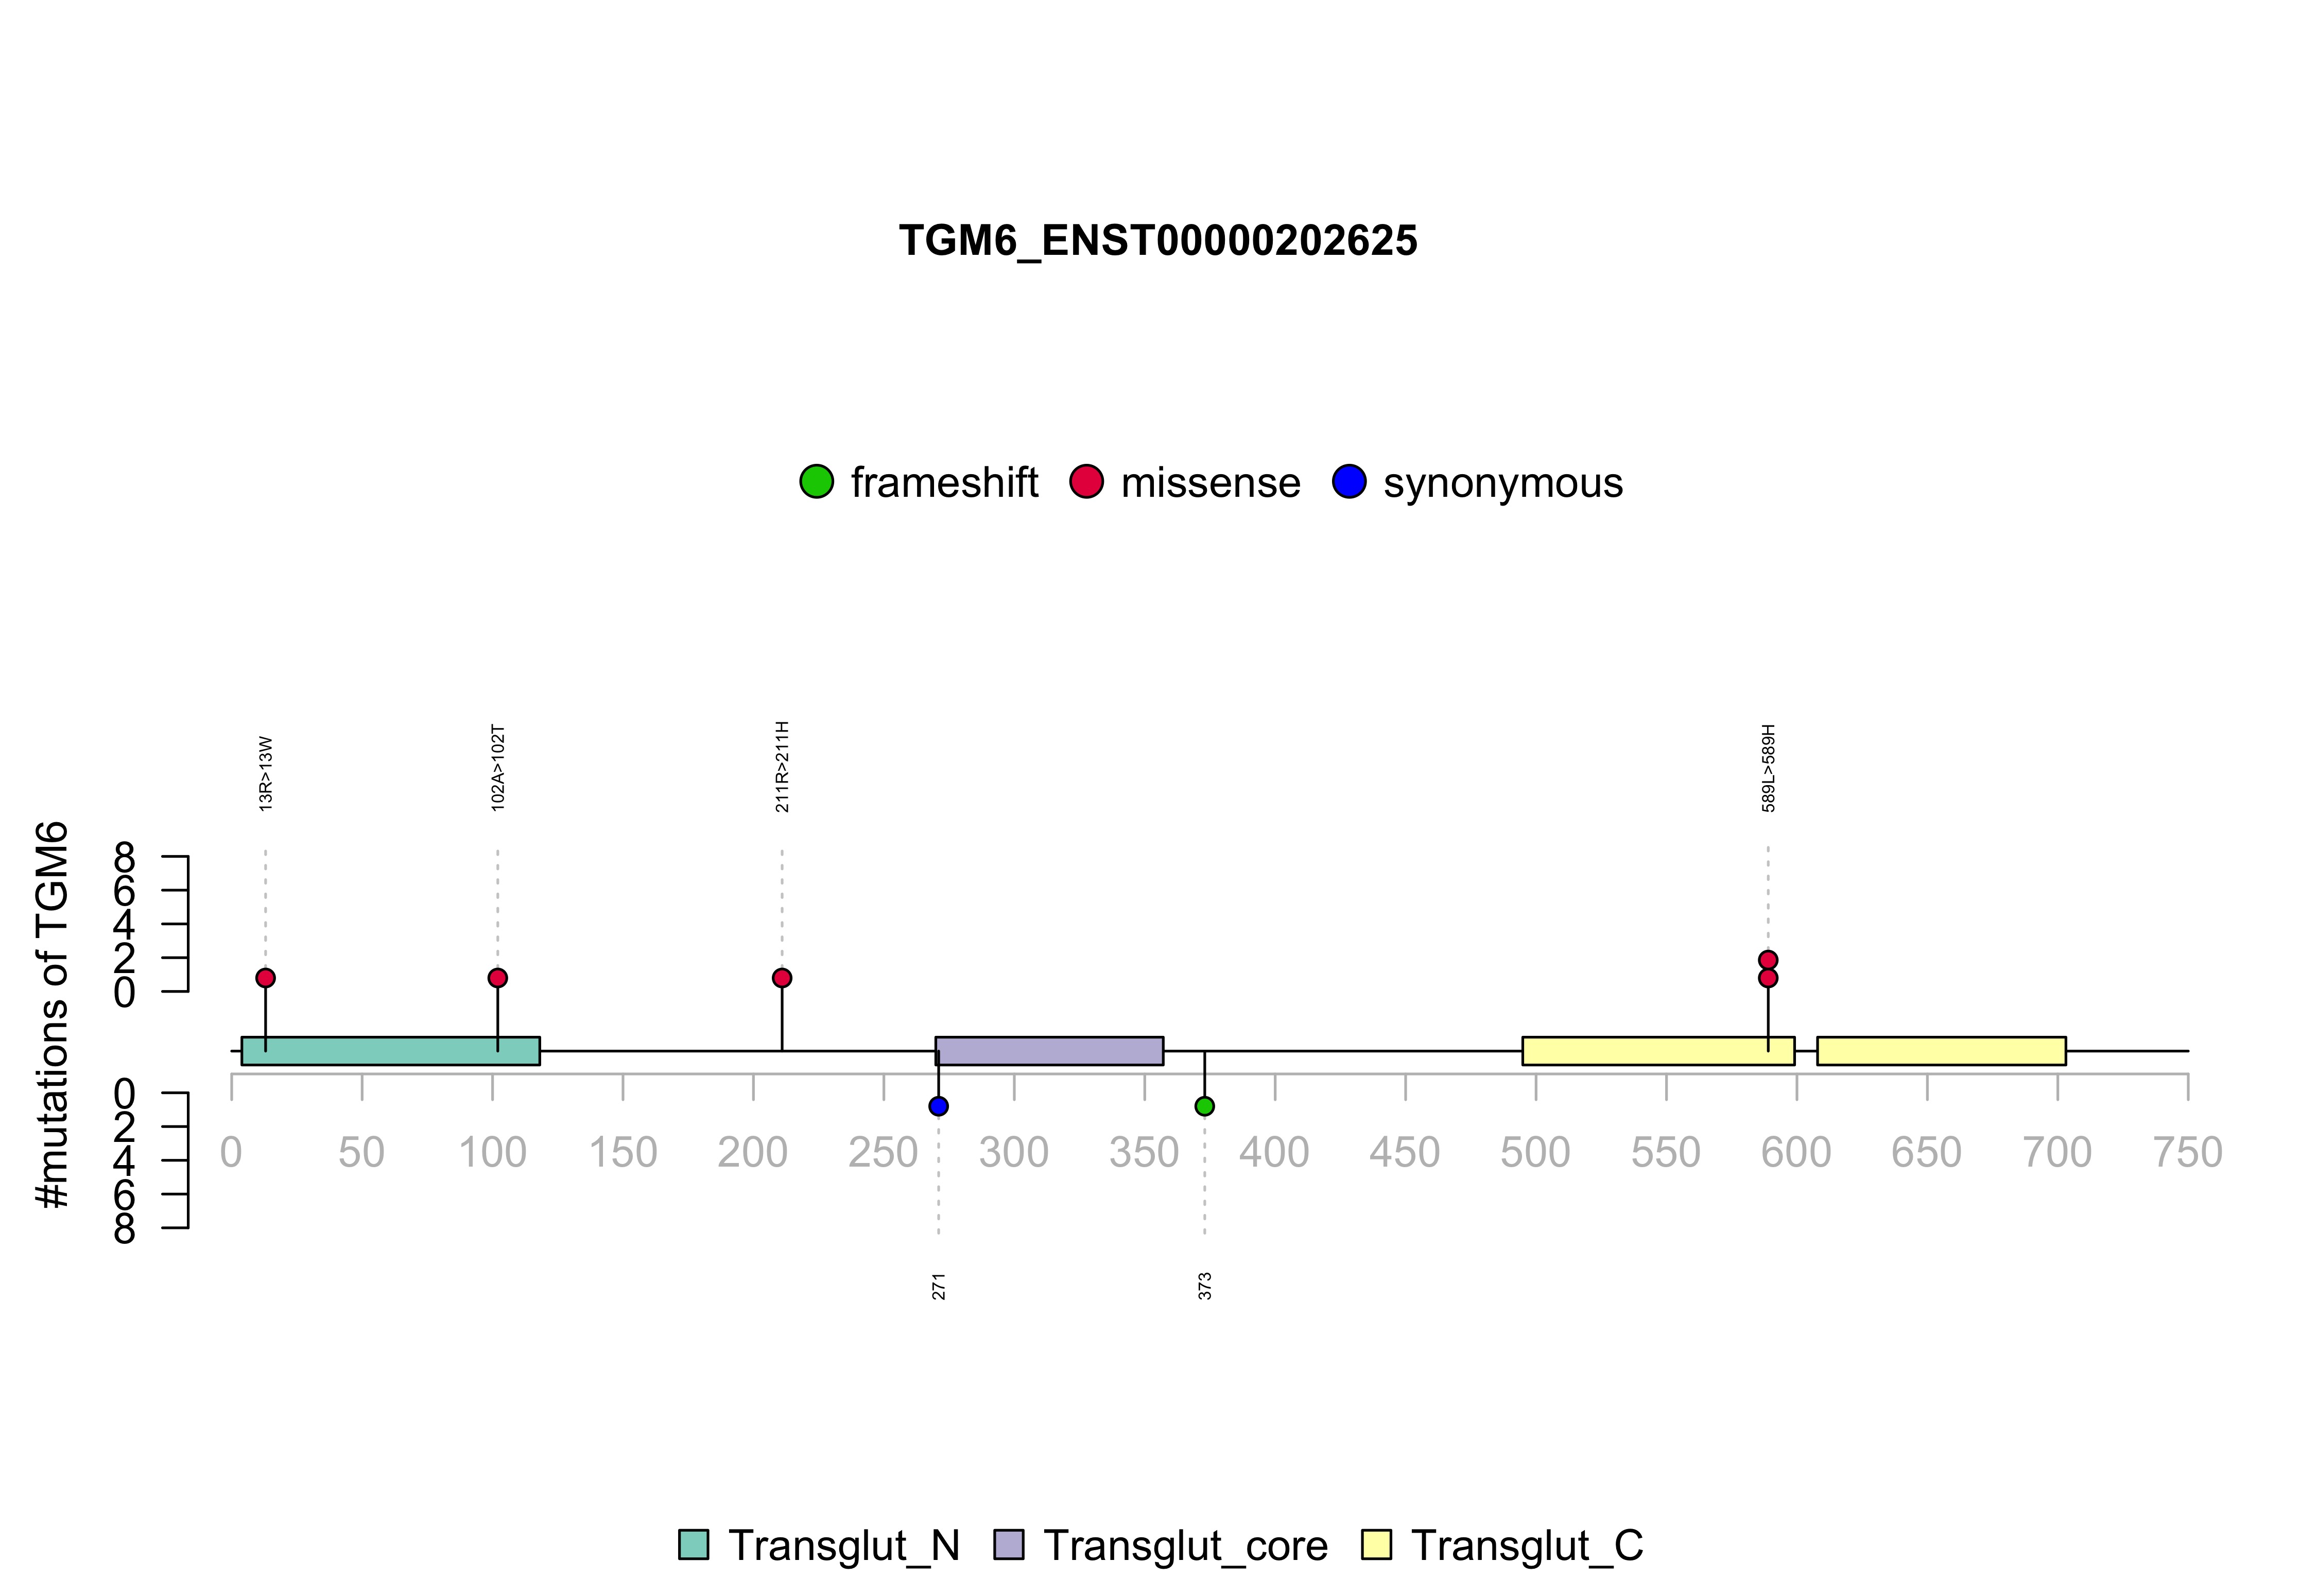 TGM6_ENST00000202625
frameshift missense synonymous
13R>13W
102A>102T
211R>211H
589L>589H
#mutations of TGM6
8
6
4
2
0
0
2
4
6
8
0 50 100 150 200 250 300 350 400 450 500 550 600 650 700 750
271
373
Transglut_N Transglut_core Transglut_C